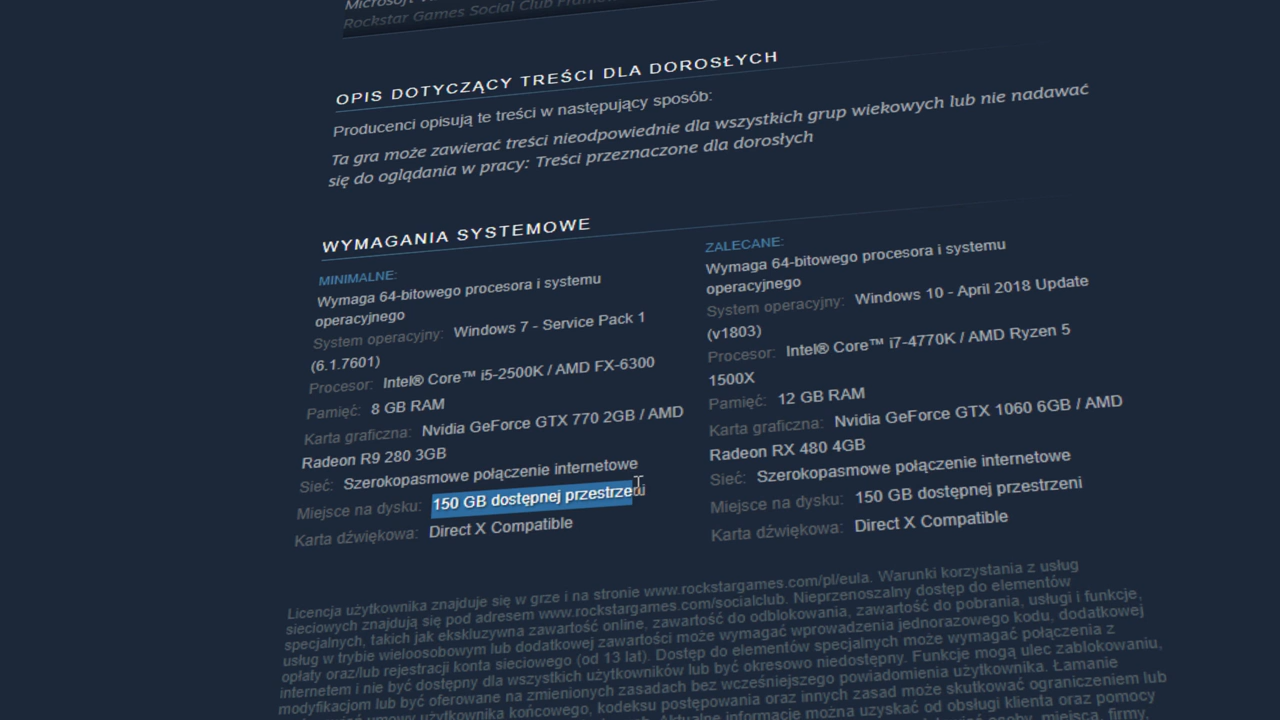 Microsoft
Rockstar Games Social Club
OPIS DOTYCZĄCY TREŚCI DLA DOROSŁYCH
Producenci opisują te treści w następujący sposób:
Ta gra może zawierać treści nieodpowiednie dla wszystkich grup wiekowych lub nie nadawać
się do oglądania w pracy: Treści przeznaczone dla dorosłych
WYMAGANIA SYSTEMOWE
MINIMALNE:
Wymaga 64-bitowego procesora i systemu
operacyjnego
System operacyjny: Windows 7 - Service Pack 1
(6.1.7601)
Procesor: Intel® Core™ i5-2500K / AMD FX-6300
Pamięć: 8 GB RAM
Karta graficzna: Nvidia GeForce GTX 770 2GB / AMD
Radeon R9 280 3GB
Sieć: Szerokopasmowe połączenie internetowe
Miejsce na dysku: 150 GB dostępnej przestrzeni
Karta dźwiękowa: Direct X Compatible
ZALECANE:
Wymaga 64-bitowego procesora i systemu
operacyjnego
System operacyjny: Windows 10 - April 2018 Update
(v1803)
Procesor: Intel® Core™ i7-4770K / AMD Ryzen 5
1500X
Pamięć: 12 GB RAM
Karta graficzna: Nvidia GeForce GTX 1060 6GB / AMD
Radeon RX 480 4GB
Sieć: Szerokopasmowe połączenie internetowe
Miejsce na dysku: 150 GB dostępnej przestrzeni
Karta dźwiękowa: Direct X Compatible
Licencja użytkownika znajduje się w grze i na stronie www.rockstargames.com/pl/eula. Warunki korzystania z usług
sieciowych znajdują się pod adresem www.rockstargames.com/socialclub. Nieprzenoszalny dostęp do elementów
specjalnych, takich jak ekskluzywna zawartość online, zawartość do odblokowania, zawartość do pobrania, usługi i funkcje,
usług w trybie wieloosobowym lub dodatkowej zawartości może wymagać wprowadzenia jednorazowego kodu, dodatkowej
opłaty oraz/lub rejestracji konta sieciowego (od 13 lat). Dostęp do elementów specjalnych może wymagać połączenia z
internetem i nie być dostępny dla wszystkich użytkowników lub być okresowo niedostępny. Funkcje mogą ulec zablokowaniu,
modyfikacjom lub być oferowane na zmienionych zasadach bez wcześniejszego powiadomienia użytkownika. Łamanie
umowy użytkownika końcowego, kodeksu postępowania oraz innych zasad może skutkować ograniczeniem lub
Aktualne informacje można uzyskać od obsługi klienta oraz pomocy
osoby, miejsca, firmy,